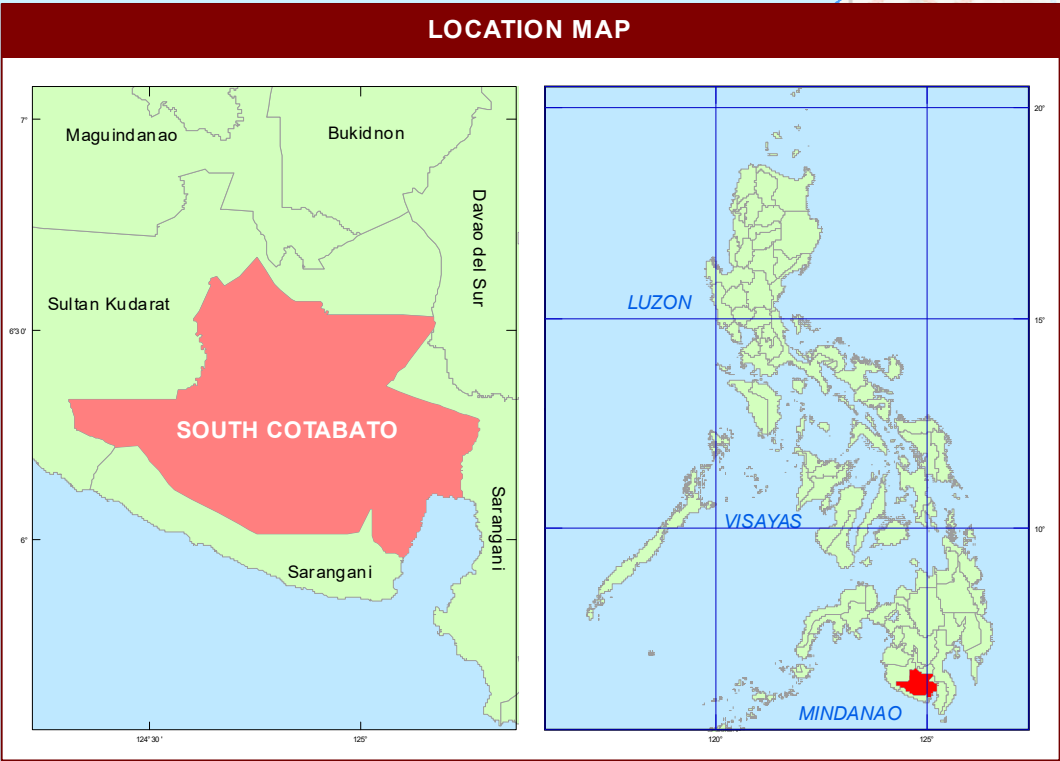 LOCATION MAP
7°
Maguindanao
Bukidnon
Davao del Sur
Sultan Kudarat
6°30'
SOUTH COTABATO
Sarangani
6°
Sarangani
124°30'
125°
20°
LUZON
15°
VISAYAS
10°
MINDANAO
120°
125°